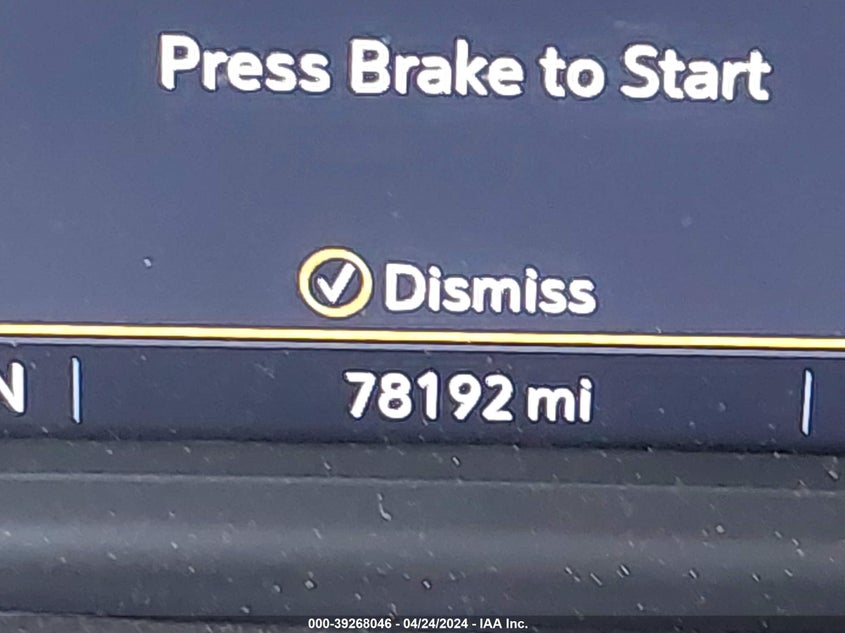 Press Brake to Start
Dismiss
N
78192 mi
000-39268046 - 04/24/2024 - IAA Inc.